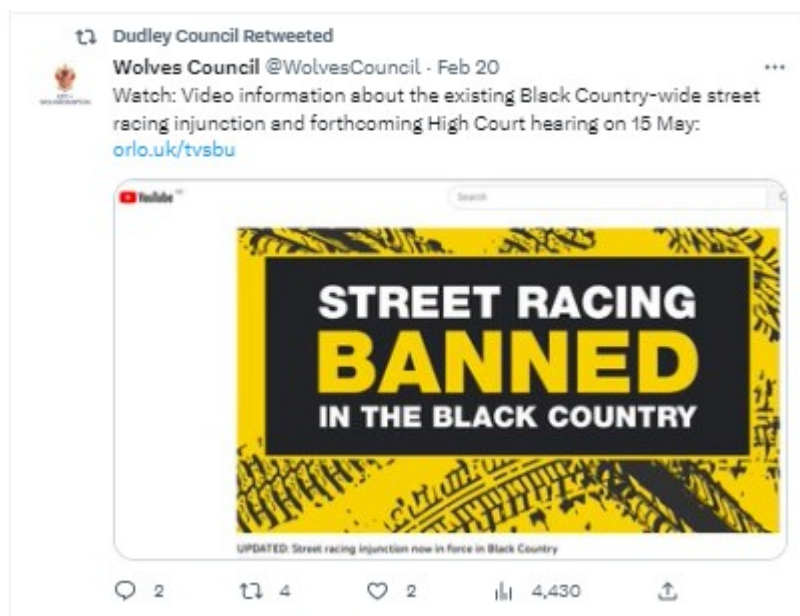 Dudley Council Retweeted
Wolves Council @WolvesCouncil · Feb 20
Watch: Video information about the existing Black Country-wide street
racing injunction and forthcoming High Court hearing on 15 May:
orlo.uk/tvsbu
YouTube
Search
STREET RACING
BANNED
IN THE BLACK COUNTRY
UPDATED: Street racing injunction now in force in Black Country
2 4 2 4,430